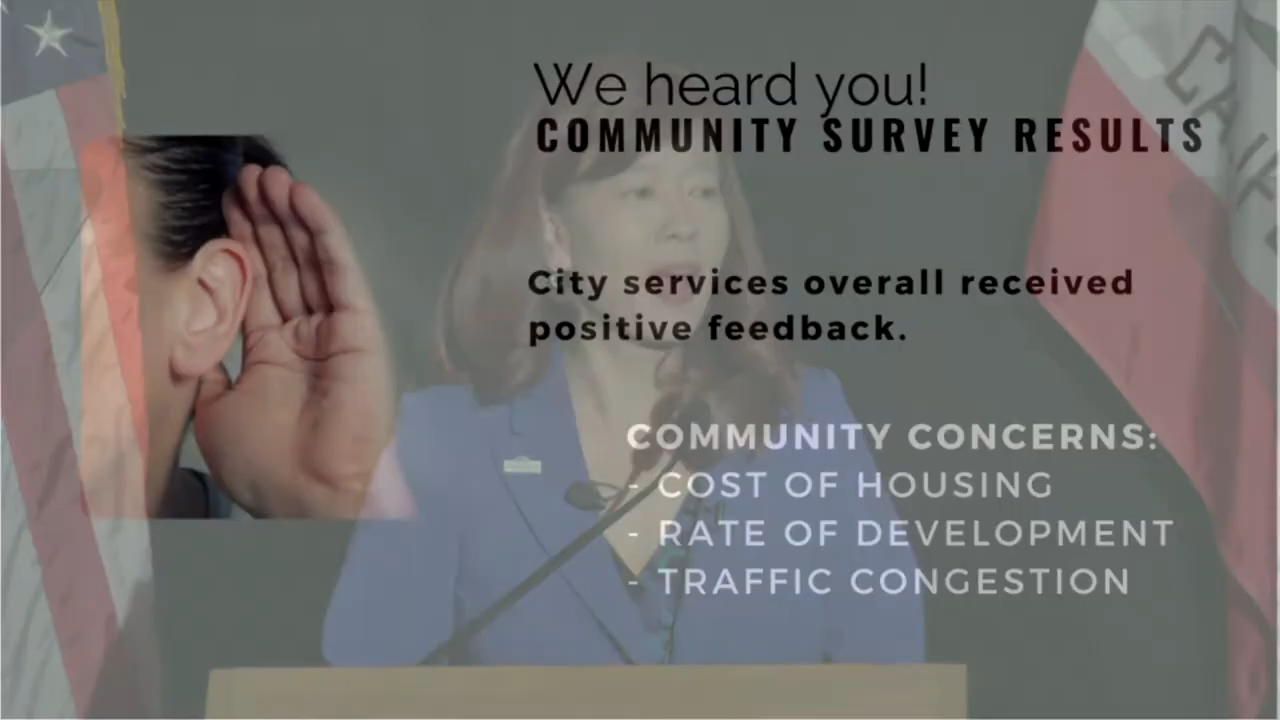 We heard you!
COMMUNITY SURVEY RESULTS
City services overall received
positive feedback.
COMMUNITY CONCERNS:
- COST OF HOUSING
- RATE OF DEVELOPMENT
- TRAFFIC CONGESTION